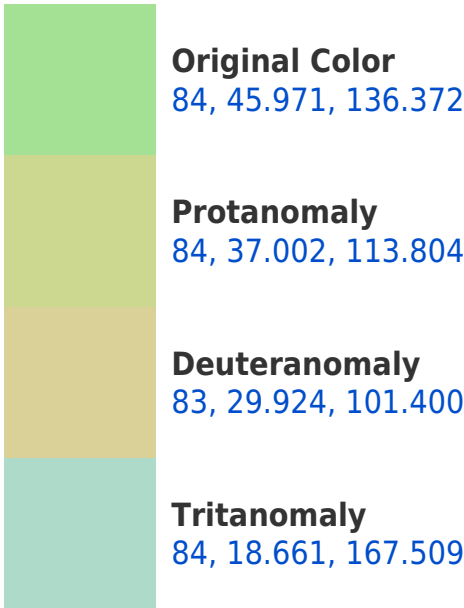 Original Color
84, 45.971, 136.372
Protanomaly
84, 37.002, 113.804
Deuteranomaly
83, 29.924, 101.400
Tritanomaly
84, 18.661, 167.509